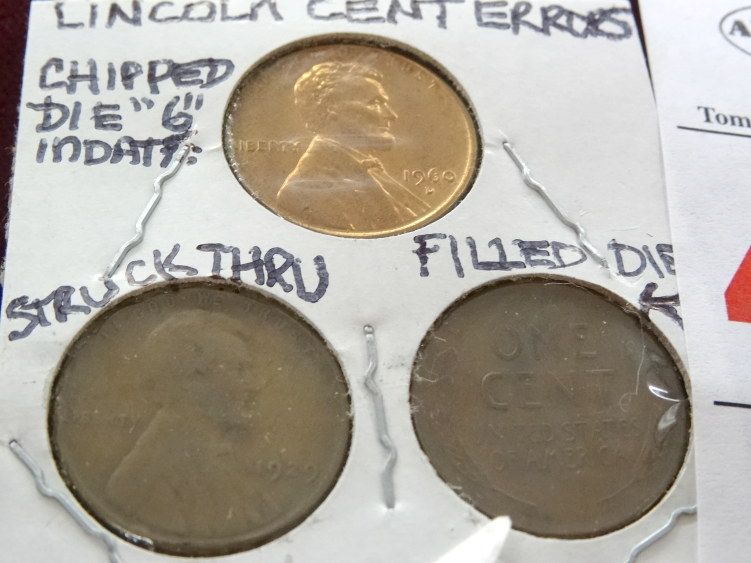 LINCOLN CENT ERRORS
CHIPPED
DIE "6"
IN DATE:
LIBERTY
1960
D
STRUCK THRU
FILLED DIE
1929
ONE
CENT
UNITED STATES
OF AMERICA
Tom